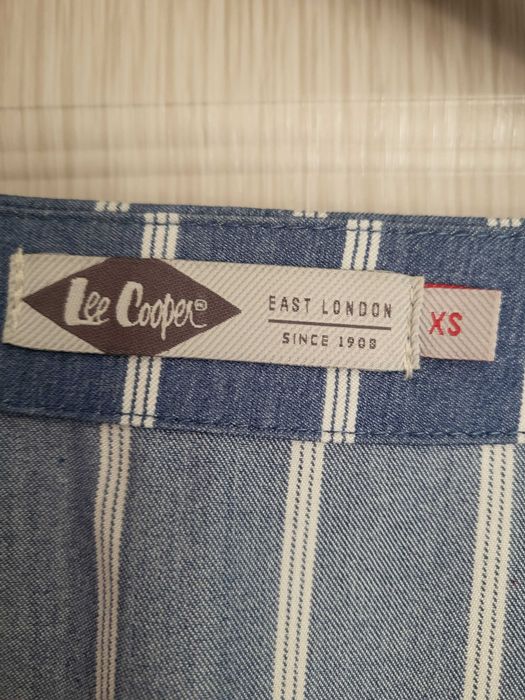 Lee Cooper®
EAST LONDON
SINCE 1908
XS